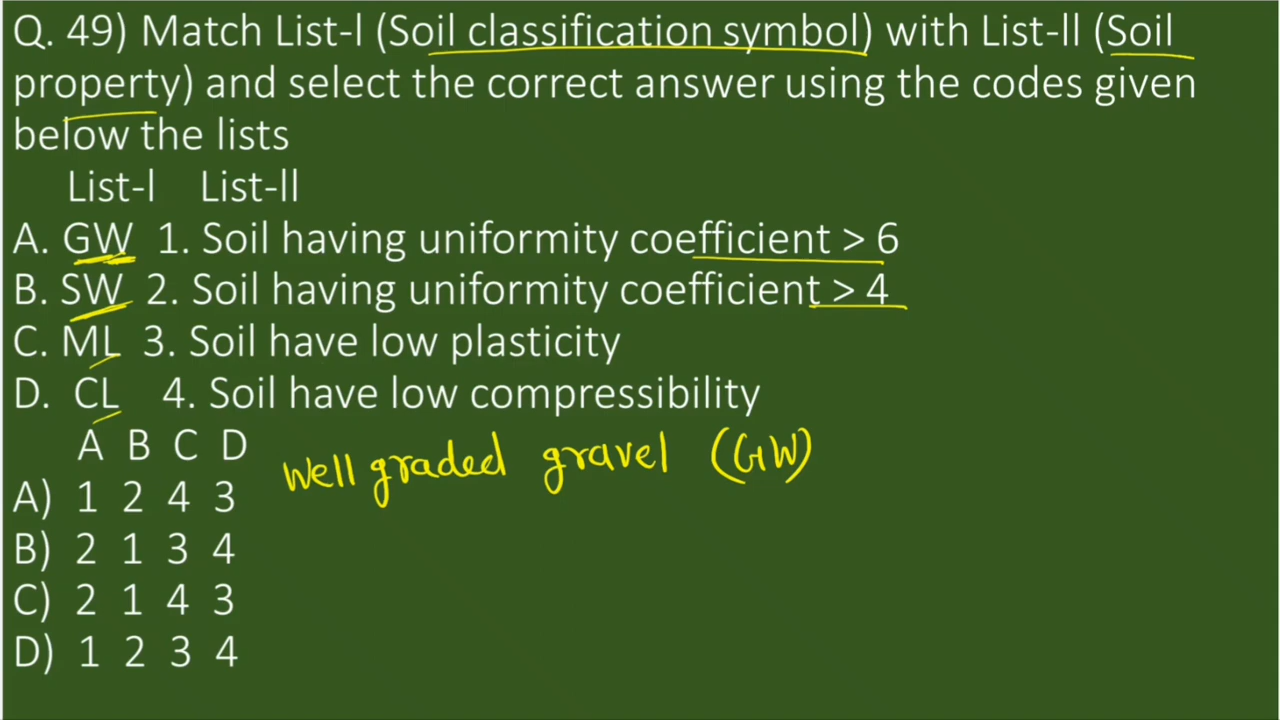 Q. 49) Match List-l (Soil classification symbol) with List-ll (Soil
property) and select the correct answer using the codes given
below the lists
List-l List-ll
A. GW 1. Soil having uniformity coefficient > 6
B. SW 2. Soil having uniformity coefficient > 4
C. ML 3. Soil have low plasticity
D. CL 4. Soil have low compressibility
A B C D
Well graded gravel (GW)
A) 1 2 4 3
B) 2 1 3 4
C) 2 1 4 3
D) 1 2 3 4